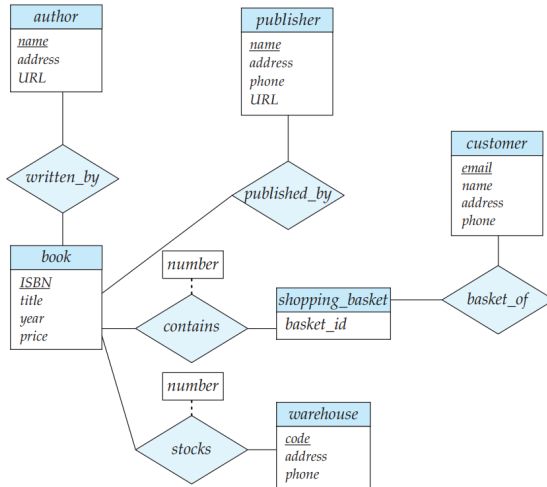 author
name
address
URL
publisher
name
address
phone
URL
customer
email
name
address
phone
written_by
published_by
book
ISBN
title
year
price
number
contains
shopping_basket
basket_id
basket_of
number
stocks
warehouse
code
address
phone